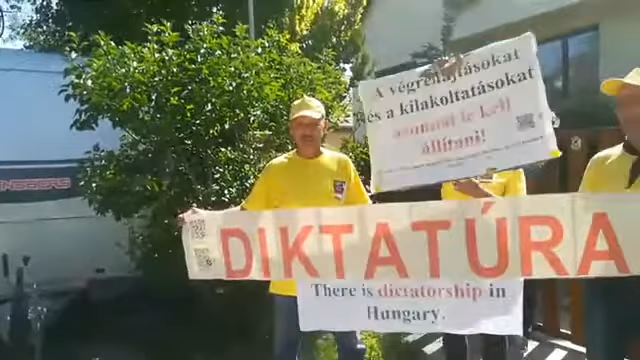 A végrehajtásokat
és a kilakoltatásokat
azonnal le kell
állítani!
DIKTATÚRA
There is dictatorship in
Hungary.